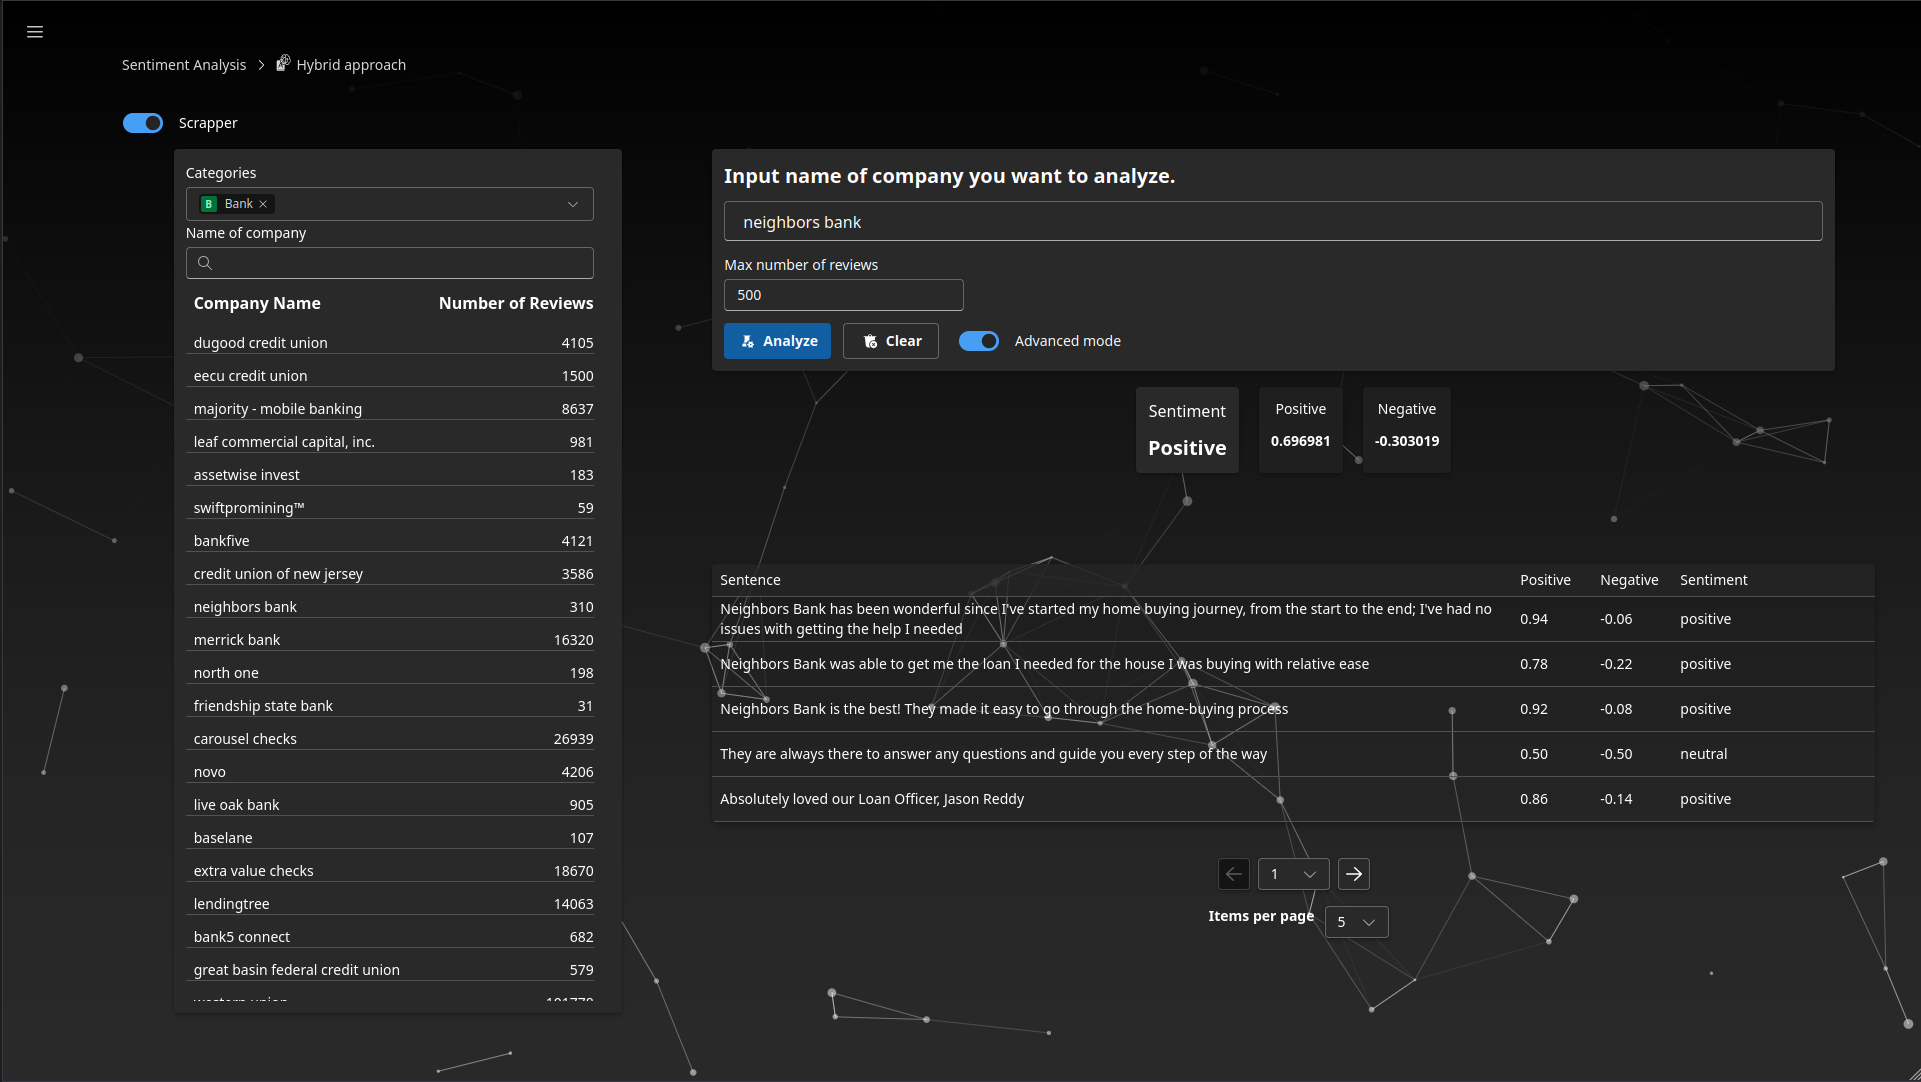 Sentiment Analysis > Hybrid approach
Scrapper
Categories
B Bank
Name of company
Company Name Number of Reviews
dugood credit union 4105
eecu credit union 1500
majority - mobile banking 8637
leaf commercial capital, inc. 981
assetwise invest 183
swiftpromining™ 59
bankfive 4121
credit union of new jersey 3586
neighbors bank 310
merrick bank 16320
north one 198
friendship state bank 31
carousel checks 26939
novo 4206
live oak bank 905
baselane 107
extra value checks 18670
lendingtree 14063
bank5 connect 682
great basin federal credit union 579
western union 101778
Input name of company you want to analyze.
neighbors bank
Max number of reviews
500
Analyze Clear Advanced mode
Sentiment Positive Negative
Positive 0.696981 -0.303019
Sentence Positive Negative Sentiment
Neighbors Bank has been wonderful since I've started my home buying journey, from the start to the end; I've had no
issues with getting the help I needed 0.94 -0.06 positive
Neighbors Bank was able to get me the loan I needed for the house I was buying with relative ease 0.78 -0.22 positive
Neighbors Bank is the best! They made it easy to go through the home-buying process 0.92 -0.08 positive
They are always there to answer any questions and guide you every step of the way 0.50 -0.50 neutral
Absolutely loved our Loan Officer, Jason Reddy 0.86 -0.14 positive
1
Items per page 5